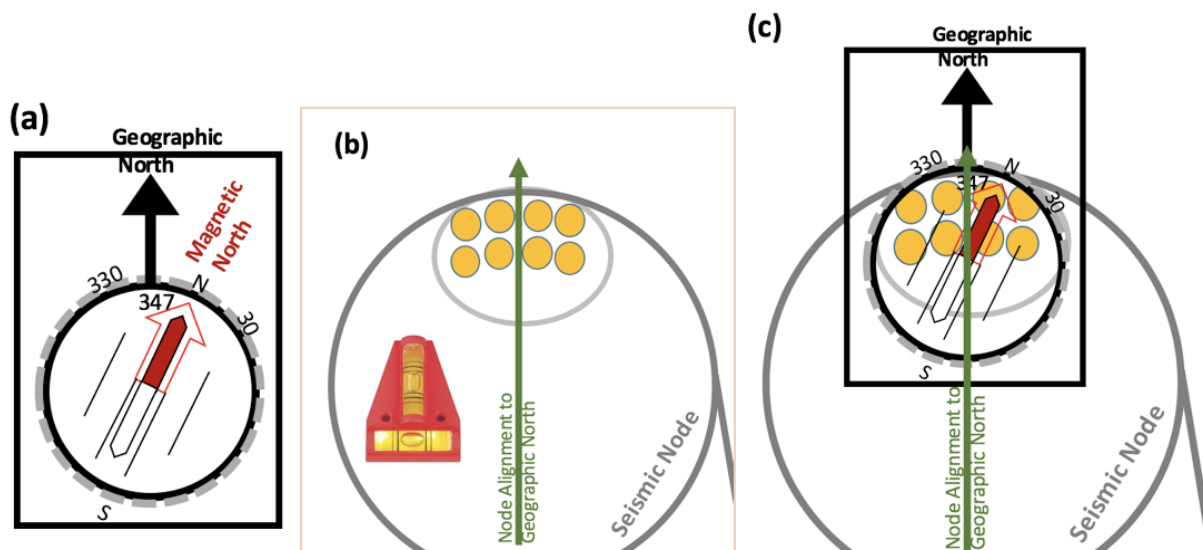 (a)
Geographic
North
Magnetic
North
330
N
347
30
S
(b)
Node Alignment to
Geographic North
Seismic Node
(c)
Geographic
North
330
N
347
30
S
Node Alignment to
Geographic North
Seismic Node